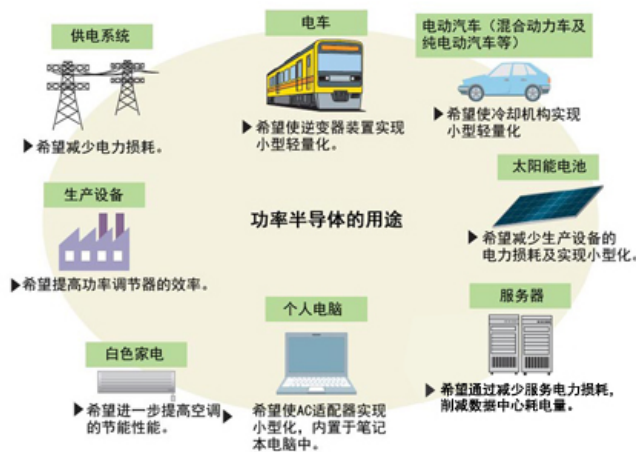 供电系统
▶希望减少电力损耗。
电车
▶希望使逆变器装置实现
小型轻量化。
电动汽车（混合动力车及
纯电动汽车等）
▶希望使冷却机构实现
小型轻量化
太阳能电池
▶希望减少生产设备的
电力损耗及实现小型化。
生产设备
▶希望提高功率调节器的效率。
功率半导体的用途
服务器
▶希望通过减少服务电力损耗，
削减数据中心耗电量。
个人电脑
▶希望使AC适配器实现
小型化，内置于笔记
本电脑中。
白色家电
▶希望进一步提高空调
的节能性能。